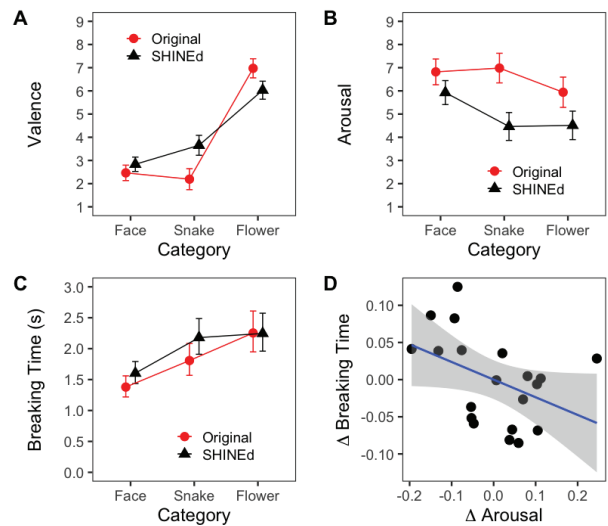 A
9
8
7
6
5
4
3
2
1
Valence
Original
SHINEd
Face Snake Flower
Category
B
9
8
7
6
5
4
3
2
1
Arousal
Original
SHINEd
Face Snake Flower
Category
C
3.0
2.5
2.0
1.5
1.0
0.5
0.0
Breaking Time (s)
Original
SHINEd
Face Snake Flower
Category
D
0.10
0.05
0.00
-0.05
-0.10
Δ Breaking Time
-0.2 -0.1 0.0 0.1 0.2
Δ Arousal